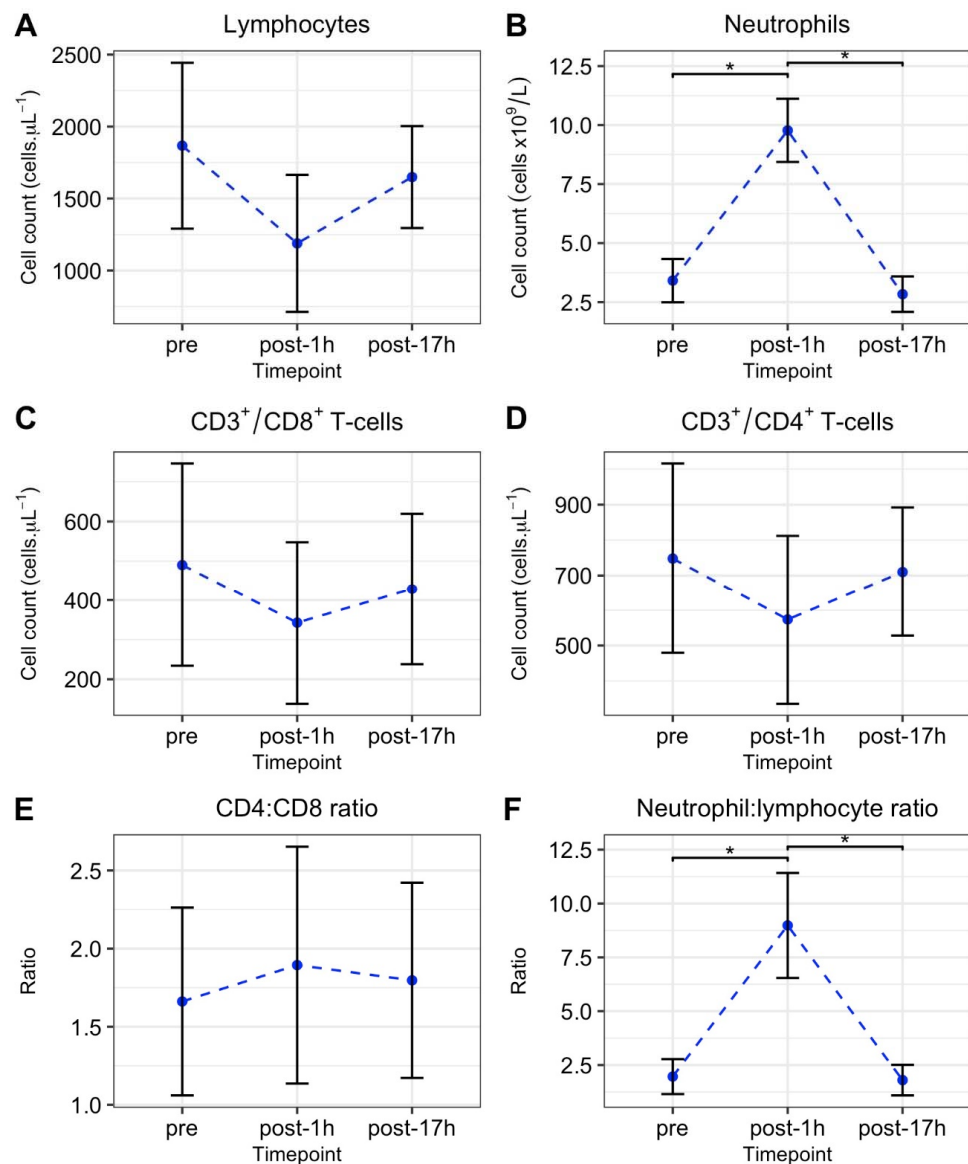 A Lymphocytes
2500
2000
1500
1000
Cell count (cells.μL⁻¹)
pre post-1h post-17h
Timepoint
B Neutrophils
12.5
10.0
7.5
5.0
2.5
Cell count (cells x10⁹/L)
* *
pre post-1h post-17h
Timepoint
C CD3⁺/CD8⁺ T-cells
600
400
200
Cell count (cells.μL⁻¹)
pre post-1h post-17h
Timepoint
D CD3⁺/CD4⁺ T-cells
900
700
500
Cell count (cells.μL⁻¹)
pre post-1h post-17h
Timepoint
E CD4:CD8 ratio
2.5
2.0
1.5
1.0
Ratio
pre post-1h post-17h
Timepoint
F Neutrophil:lymphocyte ratio
12.5
10.0
7.5
5.0
2.5
Ratio
* *
pre post-1h post-17h
Timepoint